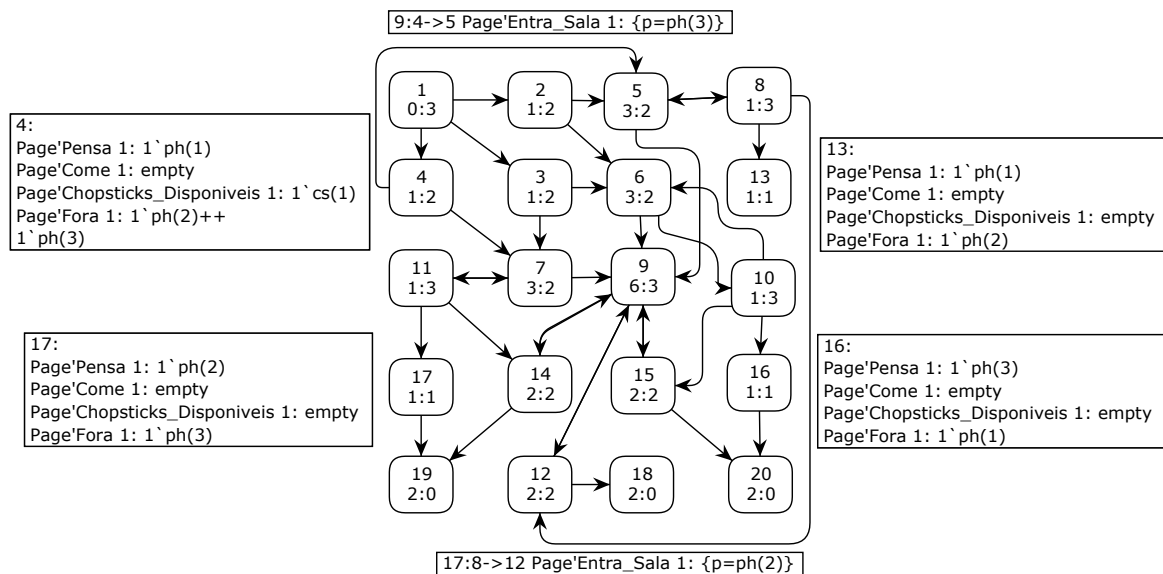 9:4->5 Page'Entra_Sala 1: {p=ph(3)}
1
0:3
2
1:2
5
3:2
8
1:3
4:
Page'Pensa 1: 1`ph(1)
Page'Come 1: empty
Page'Chopsticks_Disponiveis 1: 1`cs(1)
Page'Fora 1: 1`ph(2)++
1`ph(3)
4
1:2
3
1:2
6
3:2
13
1:1
13:
Page'Pensa 1: 1`ph(1)
Page'Come 1: empty
Page'Chopsticks_Disponiveis 1: empty
Page'Fora 1: 1`ph(2)
11
1:3
7
3:2
9
6:3
10
1:3
17:
Page'Pensa 1: 1`ph(2)
Page'Come 1: empty
Page'Chopsticks_Disponiveis 1: empty
Page'Fora 1: 1`ph(3)
17
1:1
14
2:2
15
2:2
16
1:1
16:
Page'Pensa 1: 1`ph(3)
Page'Come 1: empty
Page'Chopsticks_Disponiveis 1: empty
Page'Fora 1: 1`ph(1)
19
2:0
12
2:2
18
2:0
20
2:0
17:8->12 Page'Entra_Sala 1: {p=ph(2)}